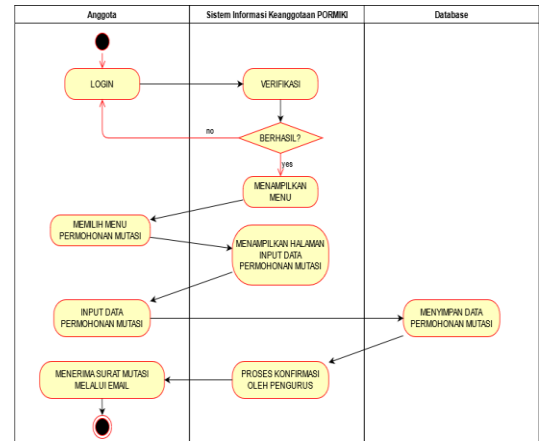 Anggota
Sistem Informasi Keanggotaan PORMIKI
Database
LOGIN
VERIFIKASI
no
BERHASIL?
yes
MENAMPILKAN
MENU
MEMILIH MENU
PERMOHONAN MUTASI
MENAMPILKAN HALAMAN
INPUT DATA
PERMOHONAN MUTASI
INPUT DATA
PERMOHONAN MUTASI
MENYIMPAN DATA
PERMOHONAN MUTASI
MENERIMA SURAT MUTASI
MELALUI EMAIL
PROSES KONFIRMASI
OLEH PENGURUS